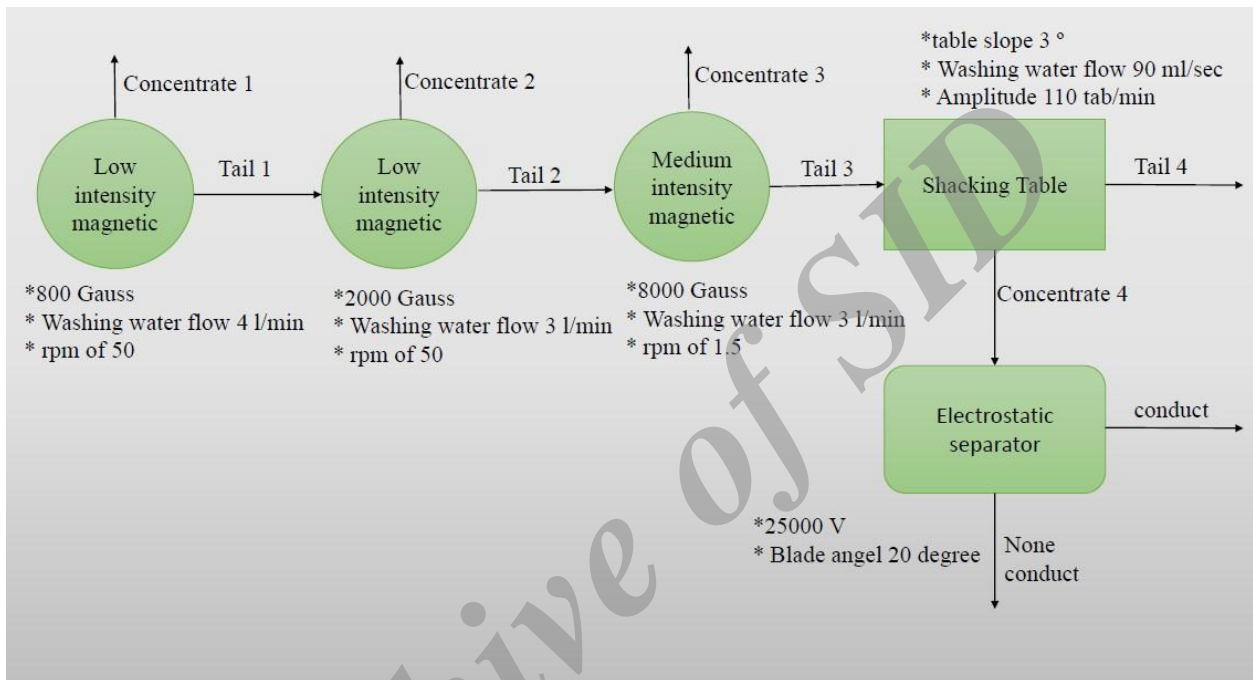 Concentrate 1
Low
intensity
magnetic
*800 Gauss
* Washing water flow 4 l/min
* rpm of 50
Tail 1
Concentrate 2
Low
intensity
magnetic
*2000 Gauss
* Washing water flow 3 l/min
* rpm of 50
Tail 2
Concentrate 3
Medium
intensity
magnetic
*8000 Gauss
* Washing water flow 3 l/min
* rpm of 1.5
Tail 3
*table slope 3 º
* Washing water flow 90 ml/sec
* Amplitude 110 tab/min
Shacking Table
Tail 4
Concentrate 4
Electrostatic
separator
conduct
*25000 V
* Blade angel 20 degree
None
conduct
hive of SID